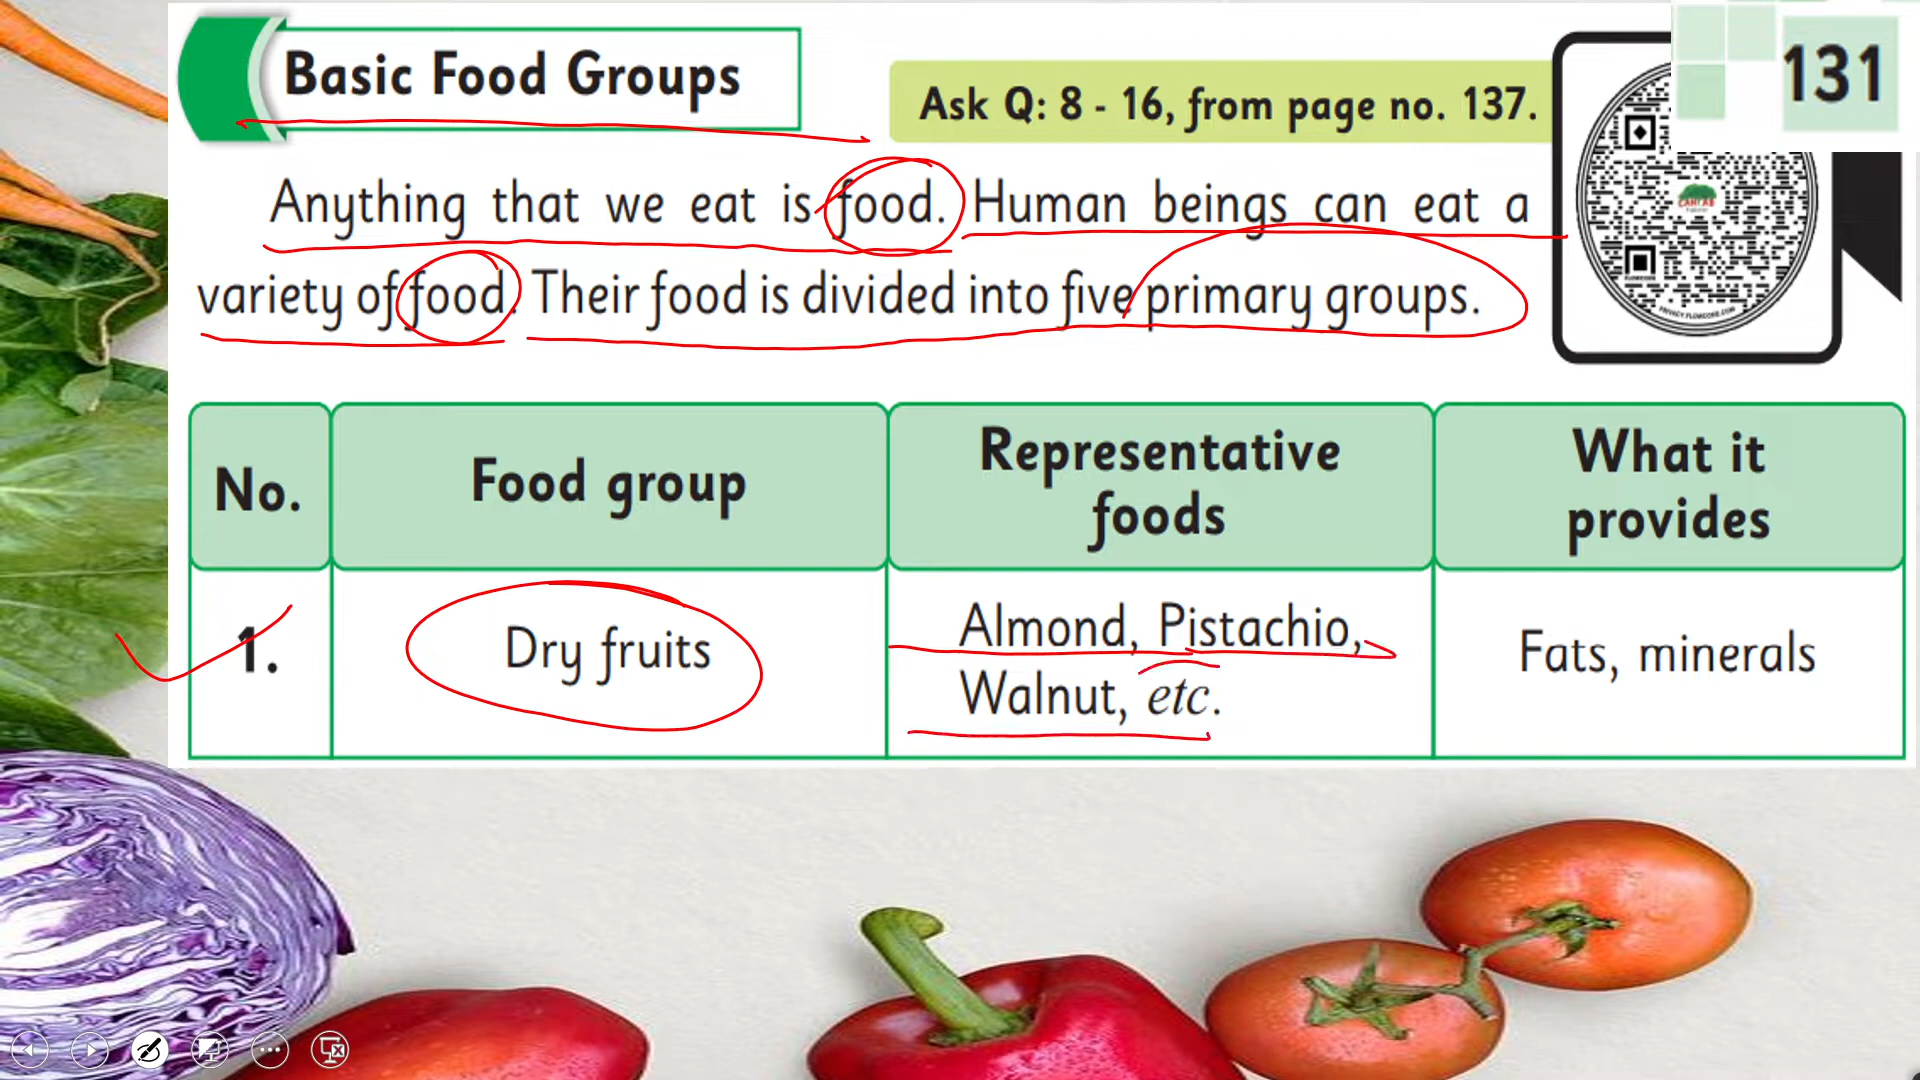 Basic Food Groups
Ask Q: 8 - 16, from page no. 137.
131
Anything that we eat is food. Human beings can eat a
variety of food. Their food is divided into five primary groups.
No. Food group Representative foods What it provides
1. Dry fruits Almond, Pistachio, Walnut, etc. Fats, minerals